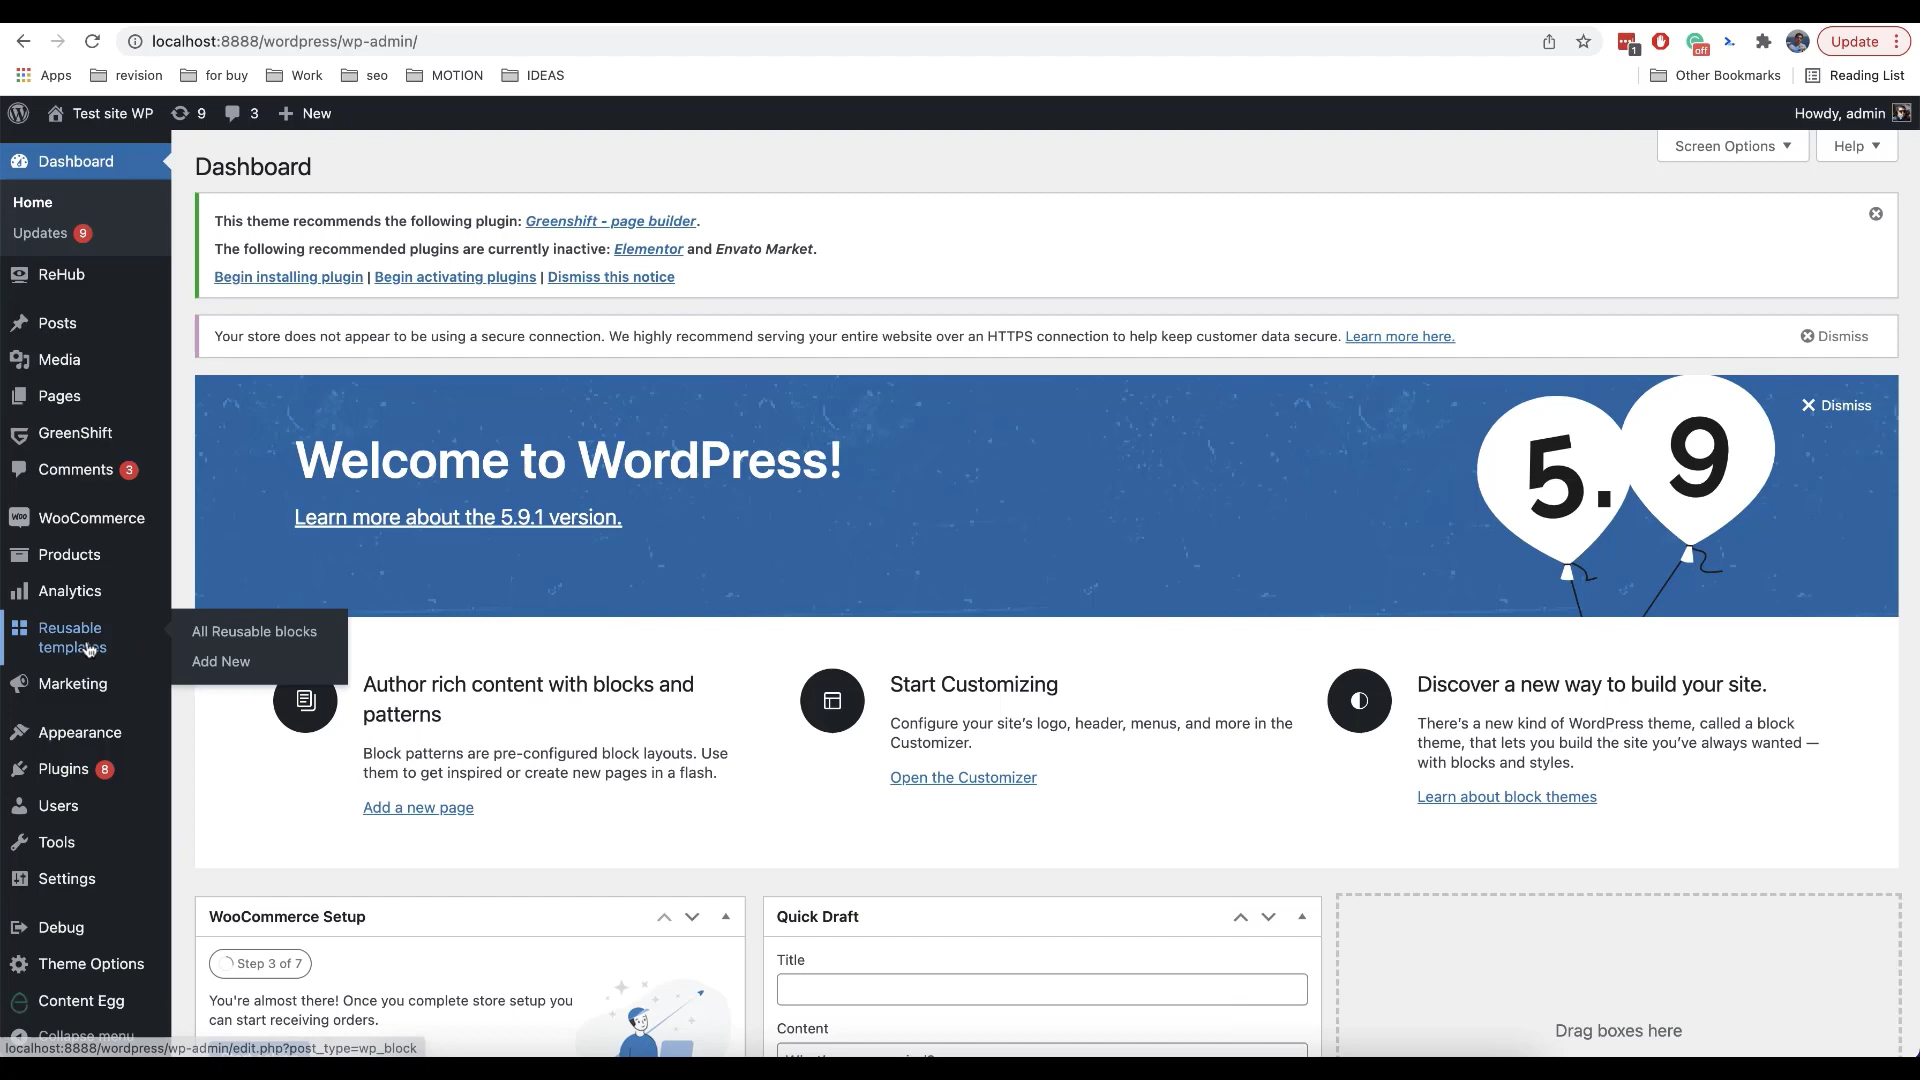 localhost:8888/wordpress/wp-admin/
1
off
Update
Apps
revision
for buy
Work
seo
MOTION
IDEAS
Other Bookmarks
Reading List
Test site WP
9
3
New
Howdy, admin
Dashboard
Home
Updates 9
ReHub
Posts
Media
Pages
GreenShift
Comments 3
WooCommerce
Products
Analytics
Reusable
templates
All Reusable blocks
Add New
Marketing
Appearance
Plugins 8
Users
Tools
Settings
Debug
Theme Options
Content Egg
Collapse menu
localhost:8888/wordpress/wp-admin/edit.php?post_type=wp_block
Dashboard
Screen Options
Help
This theme recommends the following plugin: Greenshift - page builder.
The following recommended plugins are currently inactive: Elementor and Envato Market.
Begin installing plugin | Begin activating plugins | Dismiss this notice
Your store does not appear to be using a secure connection. We highly recommend serving your entire website over an HTTPS connection to help keep customer data secure. Learn more here.
Dismiss
Welcome to WordPress!
Learn more about the 5.9.1 version.
5.9
Dismiss
Author rich content with blocks and
patterns
Block patterns are pre-configured block layouts. Use
them to get inspired or create new pages in a flash.
Add a new page
Start Customizing
Configure your site's logo, header, menus, and more in the
Customizer.
Open the Customizer
Discover a new way to build your site.
There's a new kind of WordPress theme, called a block
theme, that lets you build the site you've always wanted —
with blocks and styles.
Learn about block themes
WooCommerce Setup
Step 3 of 7
You're almost there! Once you complete store setup you
can start receiving orders.
Quick Draft
Title
Content
Drag boxes here